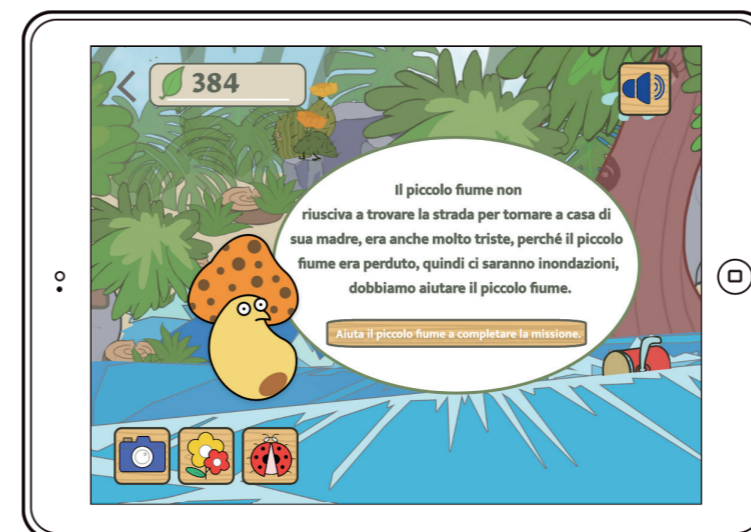 384
Il piccolo fiume non
riusciva a trovare la strada per tornare a casa di
sua madre, era anche molto triste, perché il piccolo
fiume era perduto, quindi ci saranno inondazioni,
dobbiamo aiutare il piccolo fiume.
Aiuta il piccolo fiume a completare la missione.